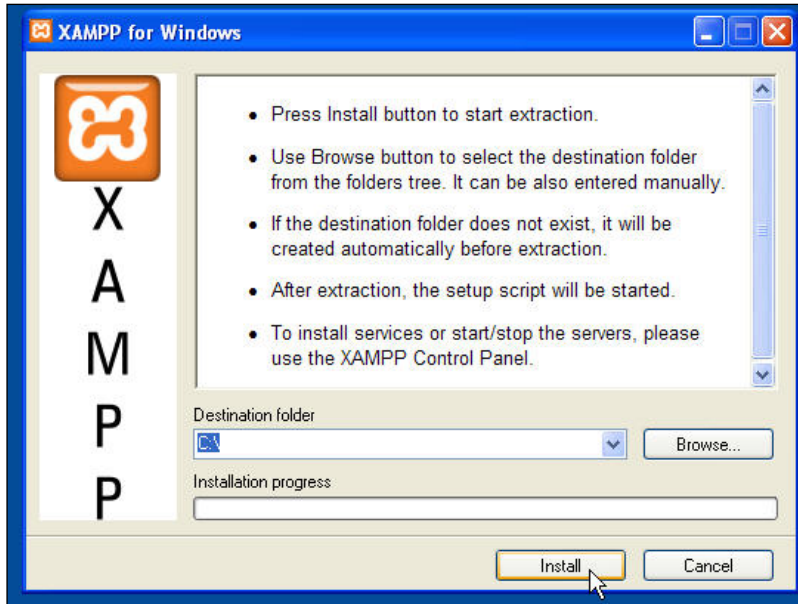 XAMPP for Windows
X
A
M
P
P
• Press Install button to start extraction.
• Use Browse button to select the destination folder
from the folders tree. It can be also entered manually.
• If the destination folder does not exist, it will be
created automatically before extraction.
• After extraction, the setup script will be started.
• To install services or start/stop the servers, please
use the XAMPP Control Panel.
Destination folder
C:\
Browse...
Installation progress
Install
Cancel